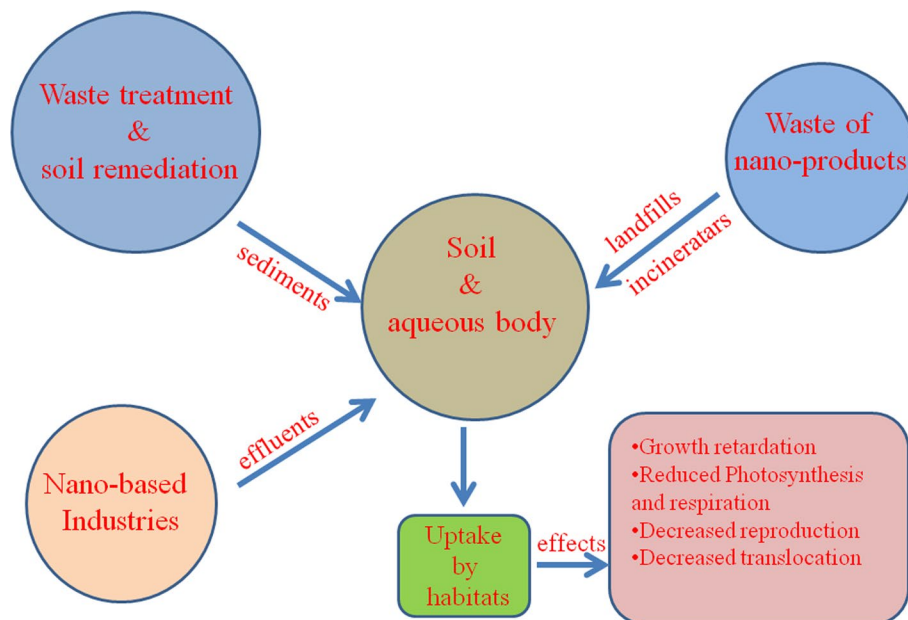 Waste treatment
&
soil remediation
Waste of
nano-products
sediments
Soil
&
aqueous body
landfills
incineratars
Nano-based
Industries
effluents
Uptake
by
habitats
effects
•Growth retardation
•Reduced Photosynthesis
and respiration
•Decreased reproduction
•Decreased translocation